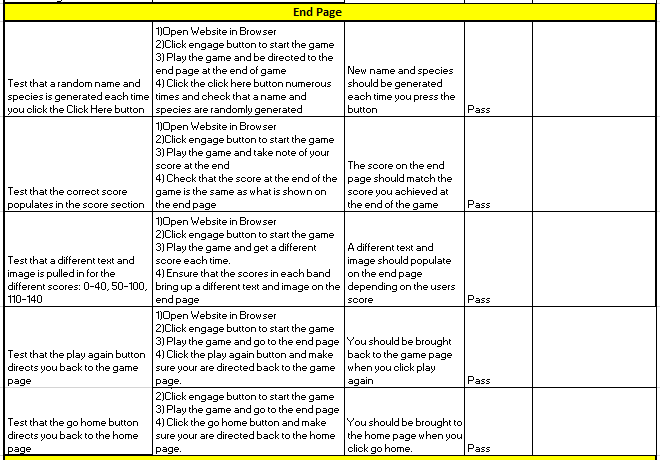 End Page
Test that a random name and
species is generated each time
you click the Click Here button
1)Open Website in Browser
2)Click engage button to start the game
3) Play the game and be directed to the
end page at the end of game
4) Click the click here button numerous
times and check that a name and
species are randomly generated
New name and species
should be generated
each time you press the
button
Pass
Test that the correct score
populates in the score section
1)Open Website in Browser
2)Click engage button to start the game
3) Play the game and take note of your
score at the end
4) Check that the score at the end of the
game is the same as what is shown on
the end page
The score on the end
page should match the
score you achieved at
the end of the game
Pass
Test that a different text and
image is pulled in for the
different scores: 0-40, 50-100,
110-140
1)Open Website in Browser
2)Click engage button to start the game
3) Play the game and get a different
score each time.
4) Ensure that the scores in each band
bring up a different text and image on the
end page
A different text and
image should populate
on the end page
depending on the users
score
Pass
Test that the play again button
directs you back to the game
page
1)Open Website in Browser
2)Click engage button to start the game
3) Play the game and go to the end page
4) Click the play again button and make
sure your are directed back to the game
page.
You should be brought
back to the game page
when you click play
again
Pass
Test that the go home button
directs you back to the home
page
2)Click engage button to start the game
3) Play the game and go to the end page
4) Click the go home button and make
sure your are directed back to the home
page.
You should be brought to
the home page when you
click go home.
Pass